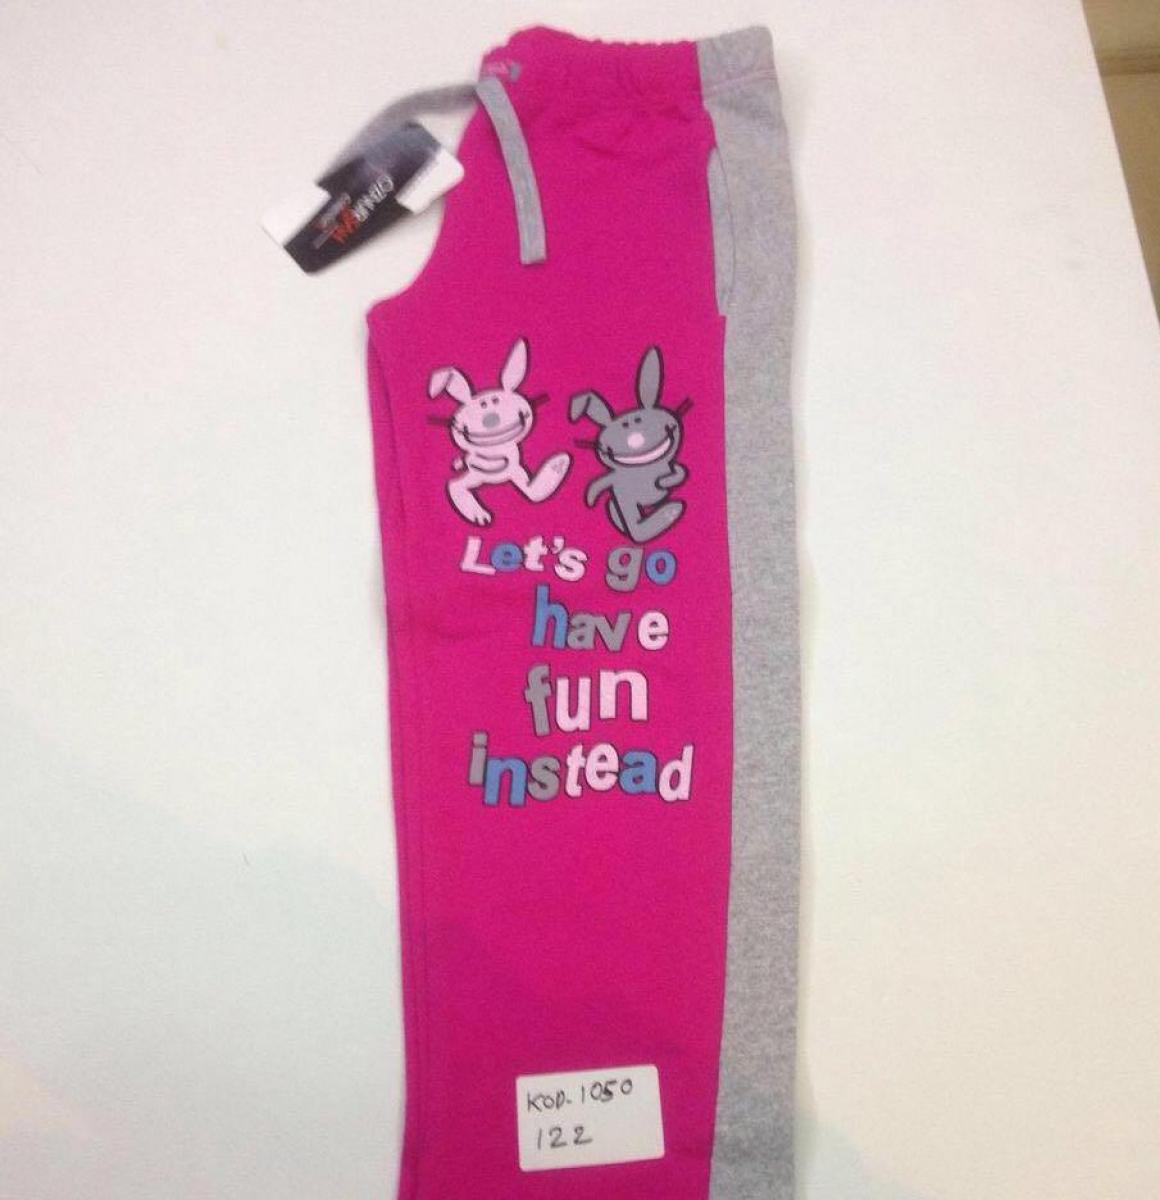 Let's go
have
fun
instead
KOD-1050
122